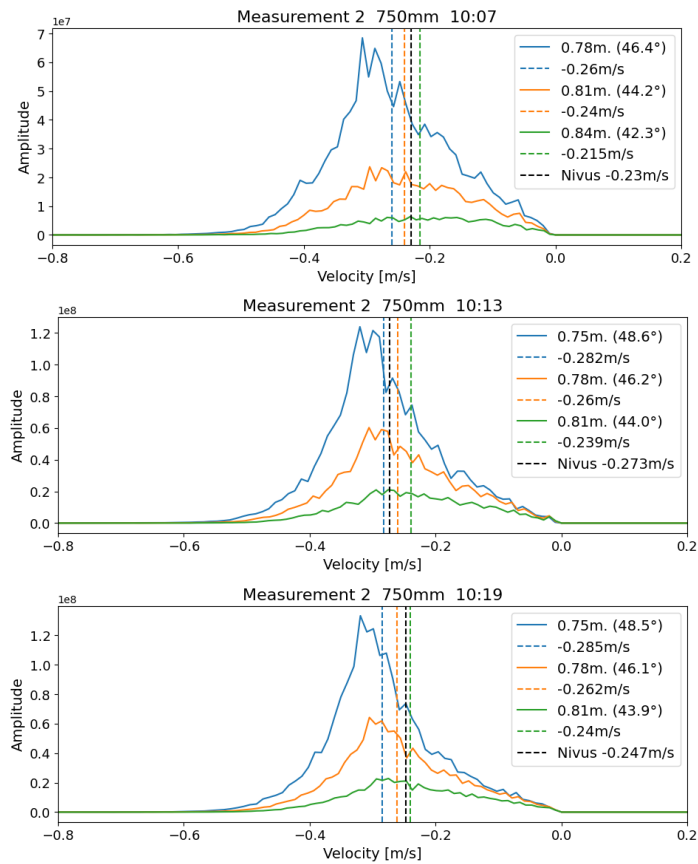 Measurement 2  750mm  10:07
1e7
7
6
5
4
3
2
1
0
Amplitude
0.78m. (46.4°)
-0.26m/s
0.81m. (44.2°)
-0.24m/s
0.84m. (42.3°)
-0.215m/s
Nivus -0.23m/s
−0.8 −0.6 −0.4 −0.2 0.0 0.2
Velocity [m/s]
Measurement 2  750mm  10:13
1e8
1.2
1.0
0.8
0.6
0.4
0.2
0.0
Amplitude
0.75m. (48.6°)
-0.282m/s
0.78m. (46.2°)
-0.26m/s
0.81m. (44.0°)
-0.239m/s
Nivus -0.273m/s
−0.8 −0.6 −0.4 −0.2 0.0 0.2
Velocity [m/s]
Measurement 2  750mm  10:19
1e8
1.2
1.0
0.8
0.6
0.4
0.2
0.0
Amplitude
0.75m. (48.5°)
-0.285m/s
0.78m. (46.1°)
-0.262m/s
0.81m. (43.9°)
-0.24m/s
Nivus -0.247m/s
−0.8 −0.6 −0.4 −0.2 0.0 0.2
Velocity [m/s]